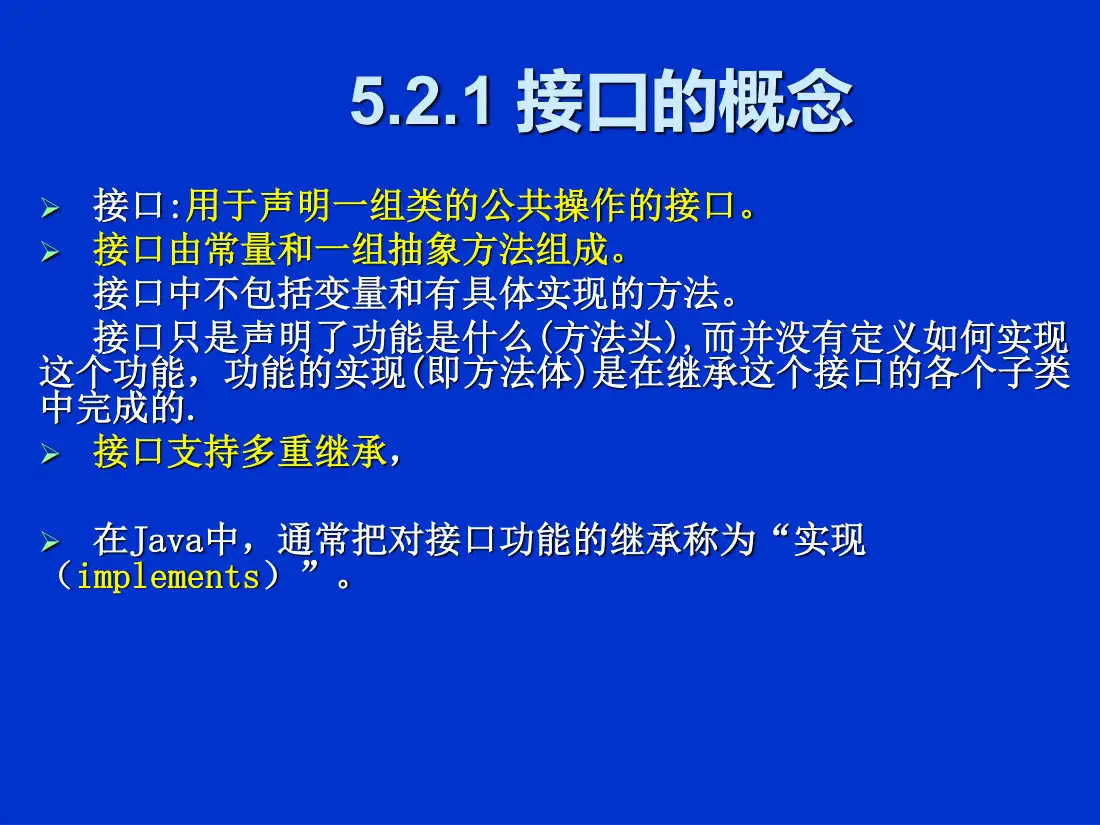 5.2.1 接口的概念
接口:用于声明一组类的公共操作的接口。
接口由常量和一组抽象方法组成。
接口中不包括变量和有具体实现的方法。
接口只是声明了功能是什么(方法头),而并没有定义如何实现
这个功能，功能的实现(即方法体)是在继承这个接口的各个子类
中完成的.
接口支持多重继承，
在Java中，通常把对接口功能的继承称为“实现
（implements）”。